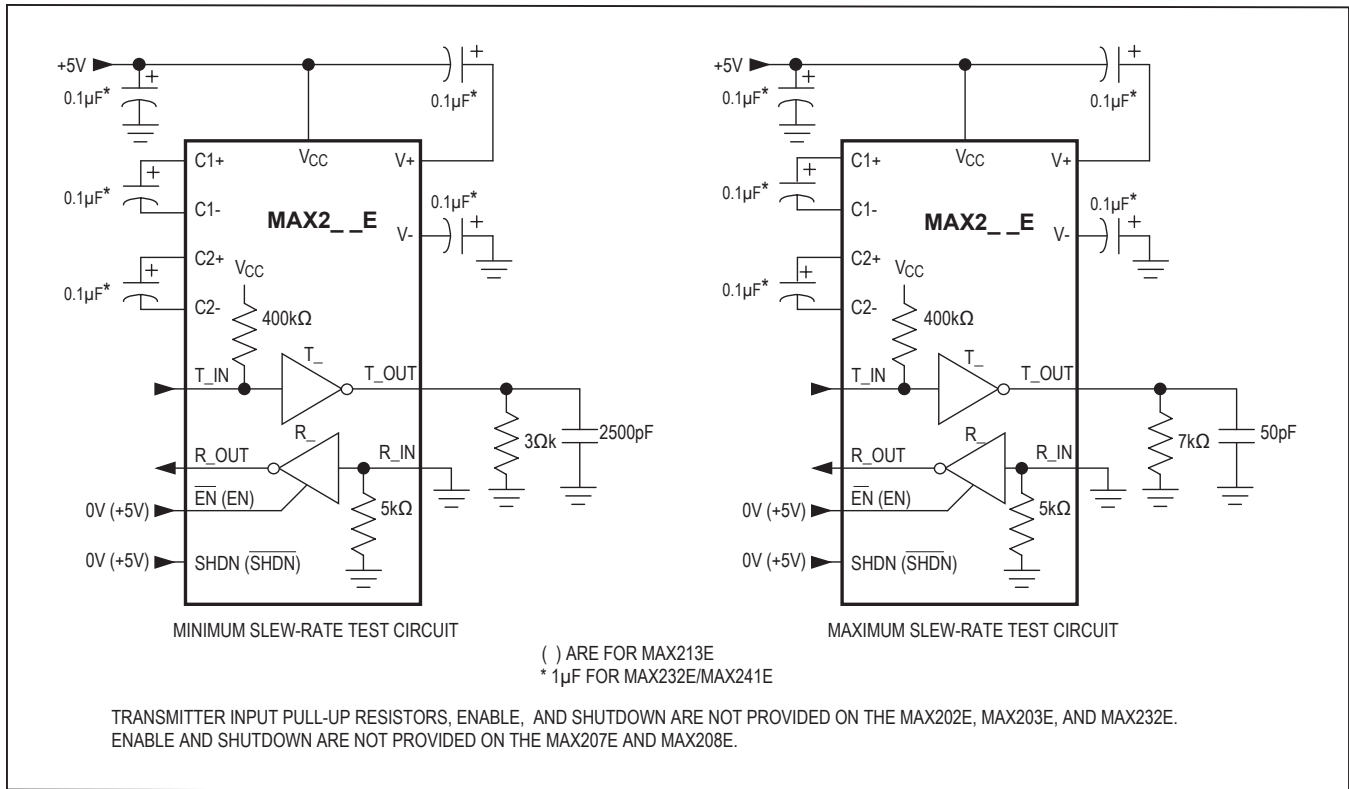 +5V
0.1µF*
+
0.1µF*
+
VCC
V+
C1+
C1-
0.1µF*
+
MAX2_ _E
0.1µF*
+
V-
C2+
C2-
0.1µF*
+
VCC
400kΩ
T_IN
T_
T_OUT
3Ωk
2500pF
R_OUT
R_
R_IN
5kΩ
0V (+5V)
EN (EN)
0V (+5V)
SHDN (SHDN)
MINIMUM SLEW-RATE TEST CIRCUIT
+5V
0.1µF*
+
0.1µF*
+
VCC
V+
C1+
C1-
0.1µF*
+
MAX2_ _E
0.1µF*
+
V-
C2+
C2-
0.1µF*
+
VCC
400kΩ
T_IN
T_
T_OUT
7kΩ
50pF
R_OUT
R_
R_IN
5kΩ
0V (+5V)
EN (EN)
0V (+5V)
SHDN (SHDN)
MAXIMUM SLEW-RATE TEST CIRCUIT
( ) ARE FOR MAX213E
* 1µF FOR MAX232E/MAX241E
TRANSMITTER INPUT PULL-UP RESISTORS, ENABLE, AND SHUTDOWN ARE NOT PROVIDED ON THE MAX202E, MAX203E, AND MAX232E.
ENABLE AND SHUTDOWN ARE NOT PROVIDED ON THE MAX207E AND MAX208E.